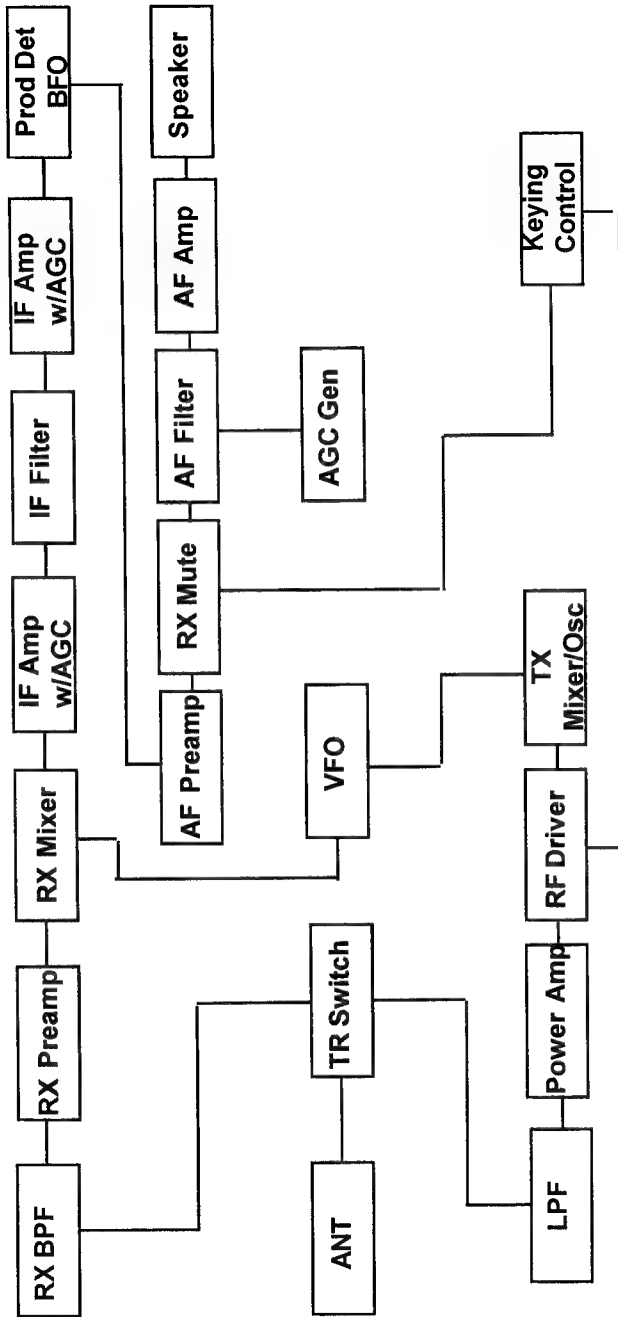 RX BPF
RX Preamp
RX Mixer
IF Amp
w/AGC
IF Filter
IF Amp
w/AGC
Prod Det
BFO
AF Preamp
RX Mute
AF Filter
AF Amp
Speaker
ANT
TR Switch
VFO
AGC Gen
LPF
Power Amp
RF Driver
TX
Mixer/Osc
Keying
Control